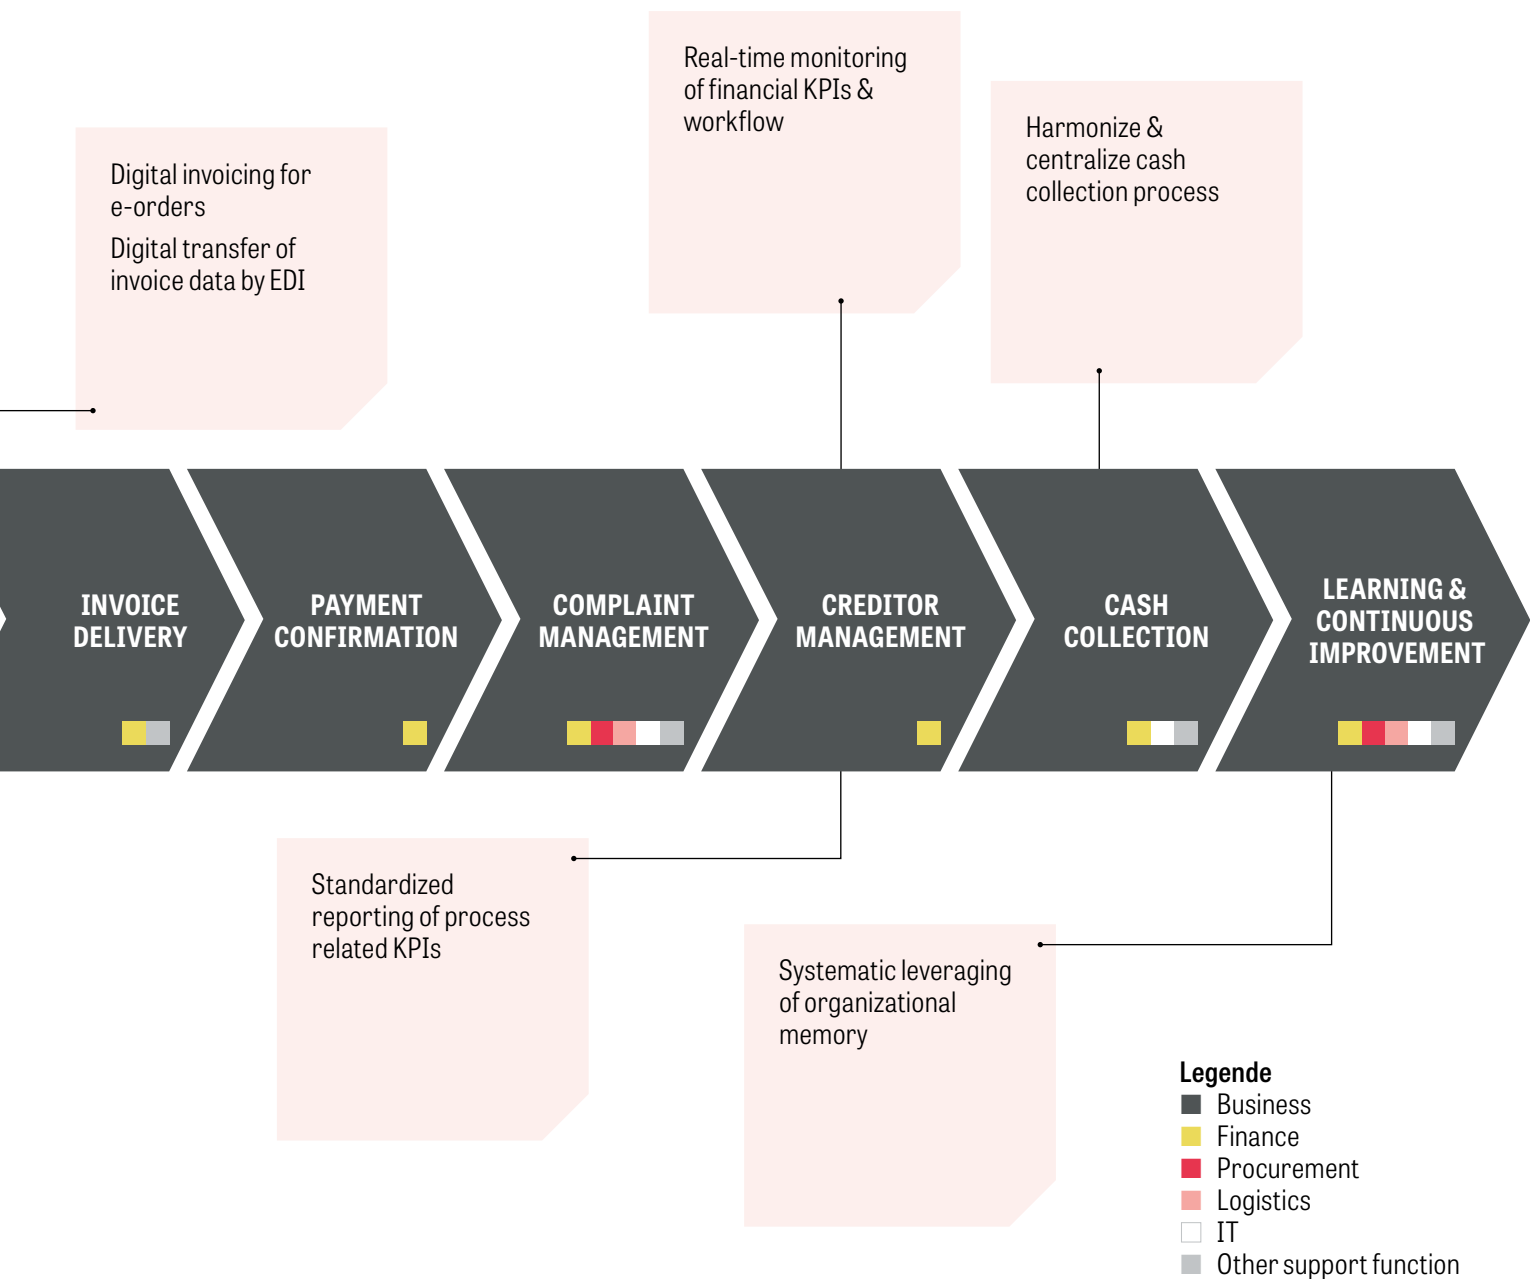 Real-time monitoring
of financial KPIs &
workflow
Harmonize &
centralize cash
collection process
Digital invoicing for
e-orders
Digital transfer of
invoice data by EDI
INVOICE
DELIVERY
PAYMENT
CONFIRMATION
COMPLAINT
MANAGEMENT
CREDITOR
MANAGEMENT
CASH
COLLECTION
LEARNING &
CONTINUOUS
IMPROVEMENT
Standardized
reporting of process
related KPIs
Systematic leveraging
of organizational
memory
Legende
Business
Finance
Procurement
Logistics
IT
Other support function